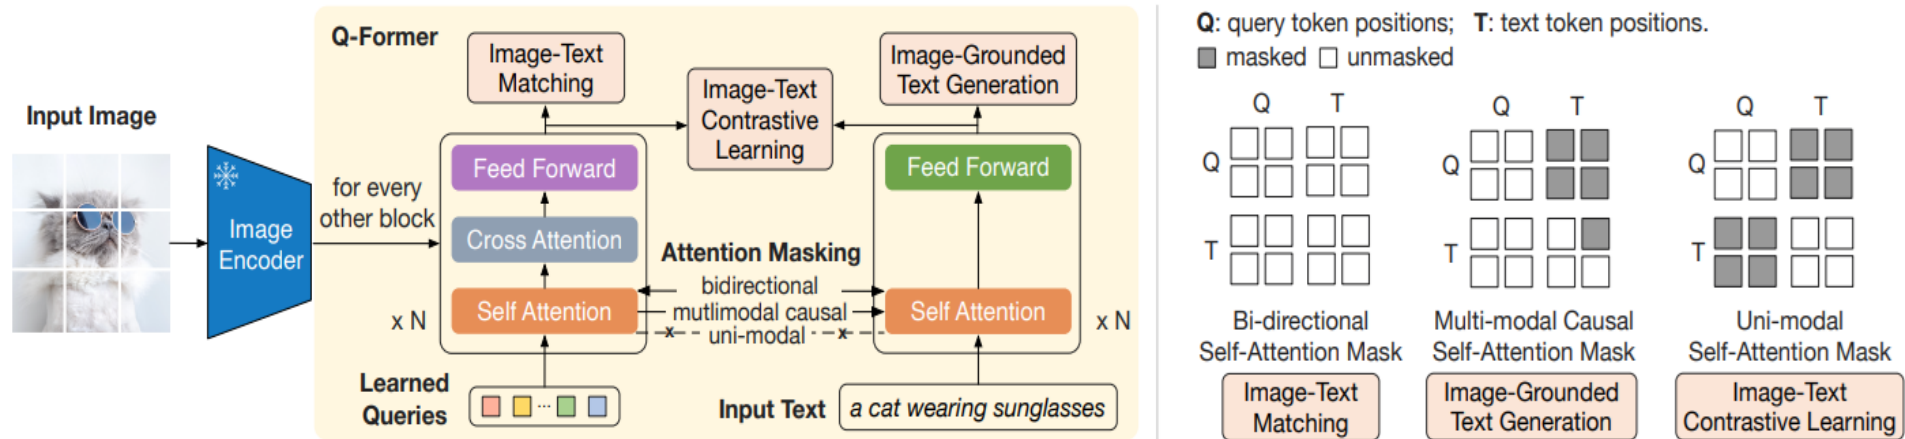 Q-Former
Input Image
Image
Encoder
for every
other block
Image-Text
Matching
Image-Text
Contrastive
Learning
Image-Grounded
Text Generation
Feed Forward
Cross Attention
Self Attention
x N
Feed Forward
Self Attention
x N
Attention Masking
bidirectional
mutlimodal causal
x uni-modal x
Learned
Queries
...
Input Text
a cat wearing sunglasses
Q: query token positions; T: text token positions.
masked unmasked
Q T
Q
T
Bi-directional
Self-Attention Mask
Image-Text
Matching
Q T
Q
T
Multi-modal Causal
Self-Attention Mask
Image-Grounded
Text Generation
Q T
Q
T
Uni-modal
Self-Attention Mask
Image-Text
Contrastive Learning